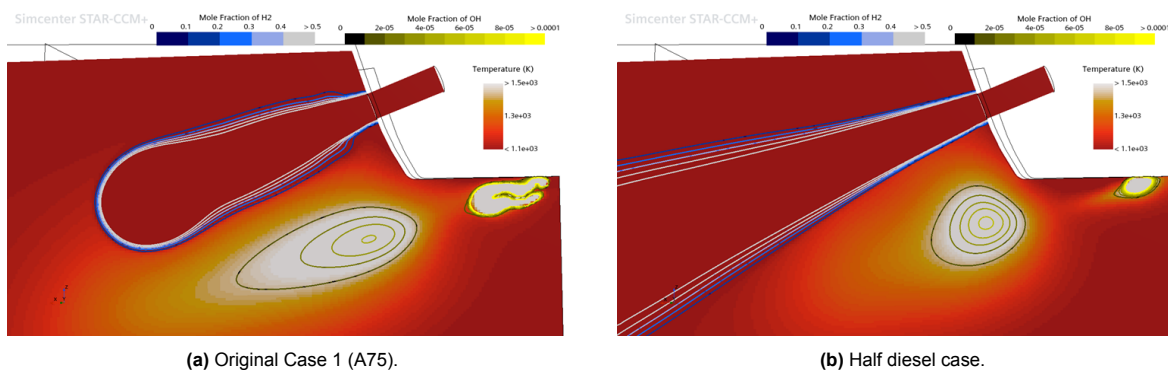 Simcenter STAR-CCM+
Mole Fraction of H2
0 0.1 0.2 0.3 0.4 > 0.5
Mole Fraction of OH
0 2e-05 4e-05 6e-05 8e-05 > 0.0001
Temperature (K)
> 1.5e+03
1.3e+03
< 1.1e+03
(a) Original Case 1 (A75).
Simcenter STAR-CCM+
Mole Fraction of H2
0 0.1 0.2 0.3 0.4 > 0.5
Mole Fraction of OH
0 2e-05 4e-05 6e-05 8e-05 > 0.0001
Temperature (K)
> 1.5e+03
1.3e+03
< 1.1e+03
(b) Half diesel case.